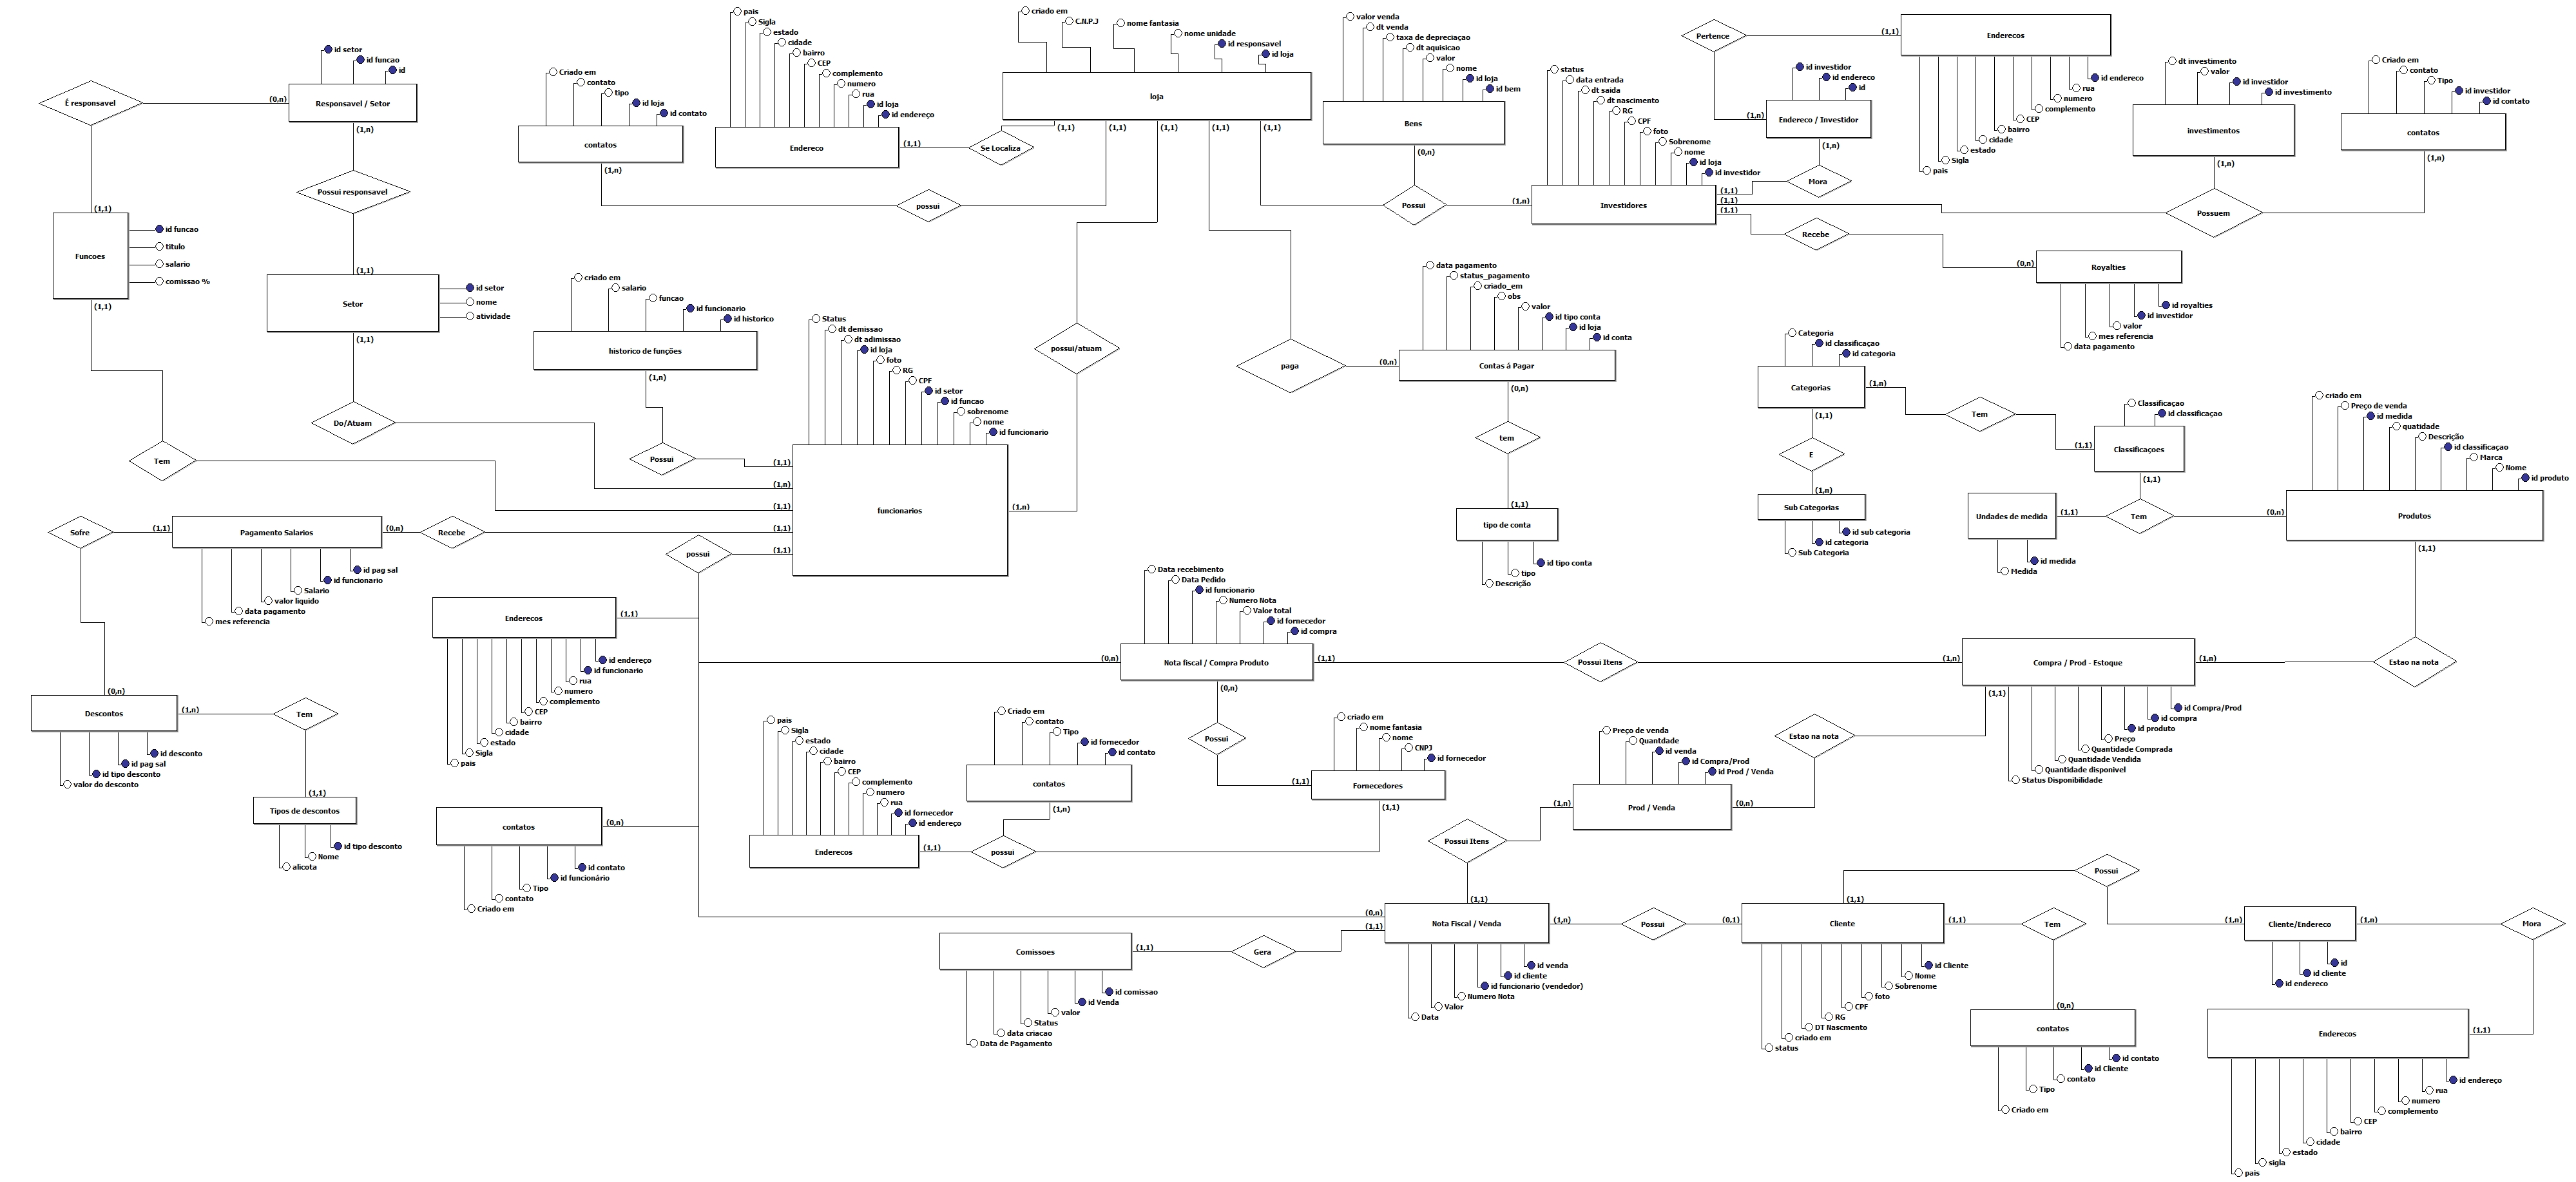 É responsavel
(0,n)
id setor
id funcao
id
Responsavel / Setor
(1,n)
Possui responsavel
(1,1)
Funcoes
id funcao
titulo
salario
comissao %
(1,1)
(1,1)
Setor
id setor
nome
atividade
(1,1)
Do/Atuam
Tem
Criado em
contato
tipo
id loja
id contato
contatos
(1,n)
pais
Sigla
estado
cidade
bairro
CEP
complemento
numero
rua
id loja
id endereço
Endereco
(1,1)
Se Localiza
possui
criado em
C.N.P.J
nome fantasia
nome unidade
id responsavel
id loja
loja
(1,1)
(1,1)
(1,1)
(1,1)
(1,1)
valor venda
dt venda
taxa de depreciaçao
dt aquisicao
valor
nome
id loja
id bem
Bens
(0,n)
Possui
(1,n)
status
data entrada
dt saida
dt nascimento
RG
CPF
foto
Sobrenome
nome
id loja
id investidor
Investidores
(1,1)
(1,1)
(1,1)
Pertence
(1,1)
(1,n)
id investidor
id endereco
id
Endereco / Investidor
(1,n)
Mora
Enderecos
id endereco
rua
numero
complemento
CEP
bairro
cidade
estado
Sigla
pais
dt investimento
valor
id investidor
id investimento
investimentos
(1,n)
Criado em
contato
Tipo
id investidor
id contato
contatos
(1,n)
Possuem
Recebe
(0,n)
Royalties
id royalties
id investidor
valor
mes referencia
data pagamento
criado em
salario
funcao
id funcionario
id historico
historico de funções
(1,n)
Possui
Status
dt demissao
dt adimissao
id loja
foto
RG
CPF
id setor
id funcao
sobrenome
nome
id funcionario
funcionarios
(1,1)
(1,n)
(1,1)
(1,1)
(1,1)
(1,n)
possui/atuam
paga
(0,n)
data pagamento
status_pagamento
criado_em
obs
valor
id tipo conta
id loja
id conta
Contas á Pagar
(0,n)
tem
(1,1)
tipo de conta
id tipo conta
tipo
Descrição
Categoria
id classificaçao
id categoria
Categorias
(1,n)
(1,1)
E
(1,n)
Sub Categorias
id sub categoria
id categoria
Sub Categoria
Tem
Classificaçao
id classificaçao
(1,1)
Classificaçoes
(1,1)
Undades de medida
(1,1)
id medida
Medida
Tem
(0,n)
criado em
Preço de venda
id medida
quatidade
Descrição
id classificaçao
Marca
Nome
id produto
Produtos
(1,1)
Sofre
(1,1)
Pagamento Salarios
(0,n)
Recebe
id pag sal
id funcionario
Salario
valor liquido
data pagamento
mes referencia
possui
(0,n)
Descontos
(1,n)
Tem
id desconto
id pag sal
id tipo desconto
valor do desconto
(1,1)
Tipos de descontos
id tipo desconto
Nome
alicota
Enderecos
(1,1)
id endereço
id funcionario
rua
numero
complemento
CEP
bairro
cidade
estado
Sigla
pais
contatos
(0,n)
id contato
id funcionário
Tipo
contato
Criado em
Data recebimento
Data Pedido
id funcionario
Numero Nota
Valor total
id fornecedor
id compra
(0,n)
Nota fiscal / Compra Produto
(1,1)
(0,n)
Possui
Possui Itens
(1,n)
Compra / Prod - Estoque
(1,n)
Estao na nota
(1,1)
id Compra/Prod
id compra
id produto
Preço
Quantidade Comprada
Quantidade Vendida
Quantidade disponivel
Status Disponibilidade
pais
Sigla
estado
cidade
bairro
CEP
complemento
numero
rua
id fornecedor
id endereço
Enderecos
(1,1)
possui
Criado em
contato
Tipo
id fornecedor
id contato
contatos
(1,n)
criado em
nome fantasia
nome
CNPJ
id fornecedor
(1,1)
Fornecedores
(1,1)
Preço de venda
Quantdade
id venda
id Compra/Prod
id Prod / Venda
(1,n)
Prod / Venda
(0,n)
Estao na nota
Possui Itens
(1,1)
(0,n)
(1,1)
Nota Fiscal / Venda
(1,n)
id venda
id cliente
id funcionario (vendedor)
Numero Nota
Valor
Data
Comissoes
(1,1)
Gera
id comissao
id Venda
valor
Status
data criacao
Data de Pagamento
Possui
(0,1)
(1,1)
Cliente
(1,1)
id Cliente
Nome
Sobrenome
foto
CPF
RG
DT Nascmento
criado em
status
Tem
(0,n)
contatos
id contato
id Cliente
contato
Tipo
Criado em
Possui
(1,n)
Cliente/Endereco
(1,n)
id
id cliente
id endereco
Mora
Enderecos
(1,1)
id endereço
rua
numero
complemento
CEP
bairro
cidade
estado
sigla
pais